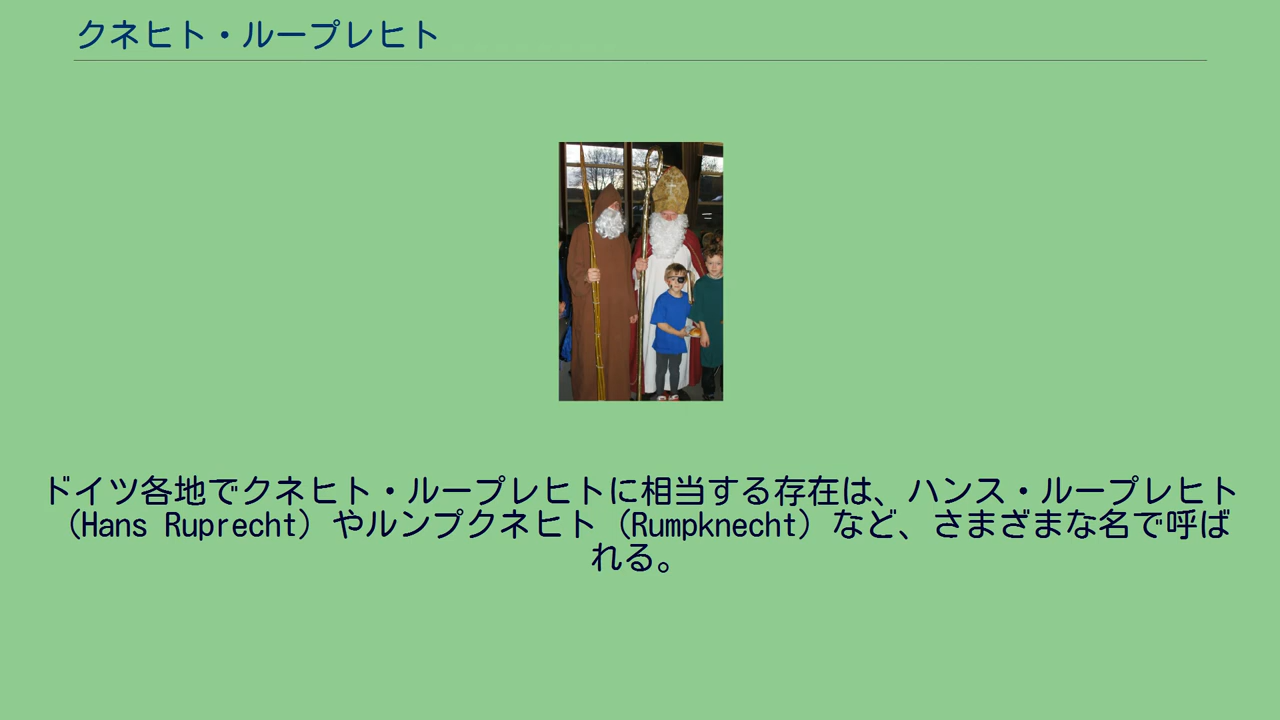 クネヒト・ループレヒト
ドイツ各地でクネヒト・ループレヒトに相当する存在は、ハンス・ループレヒト
（Hans Ruprecht）やルンプクネヒト（Rumpknecht）など、さまざまな名で呼ば
れる。